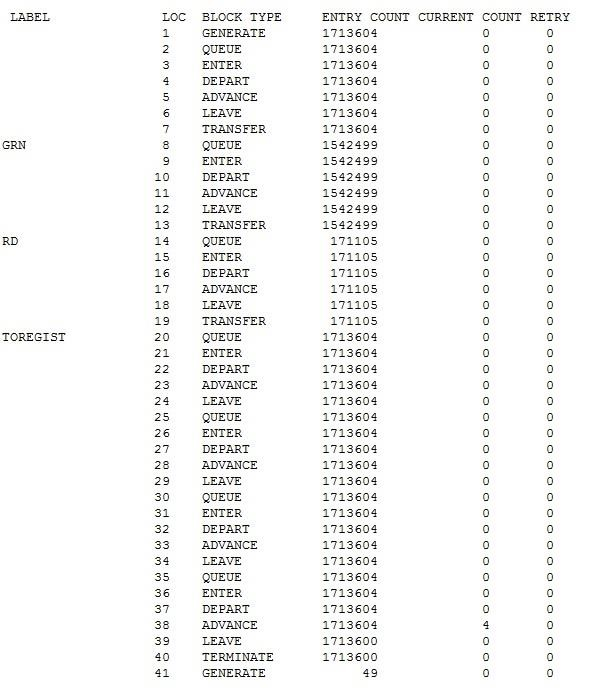 LABEL LOC BLOCK TYPE ENTRY COUNT CURRENT COUNT RETRY
1 GENERATE 1713604 0 0
2 QUEUE 1713604 0 0
3 ENTER 1713604 0 0
4 DEPART 1713604 0 0
5 ADVANCE 1713604 0 0
6 LEAVE 1713604 0 0
7 TRANSFER 1713604 0 0
GRN 8 QUEUE 1542499 0 0
9 ENTER 1542499 0 0
10 DEPART 1542499 0 0
11 ADVANCE 1542499 0 0
12 LEAVE 1542499 0 0
13 TRANSFER 1542499 0 0
RD 14 QUEUE 171105 0 0
15 ENTER 171105 0 0
16 DEPART 171105 0 0
17 ADVANCE 171105 0 0
18 LEAVE 171105 0 0
19 TRANSFER 171105 0 0
TOREGIST 20 QUEUE 1713604 0 0
21 ENTER 1713604 0 0
22 DEPART 1713604 0 0
23 ADVANCE 1713604 0 0
24 LEAVE 1713604 0 0
25 QUEUE 1713604 0 0
26 ENTER 1713604 0 0
27 DEPART 1713604 0 0
28 ADVANCE 1713604 0 0
29 LEAVE 1713604 0 0
30 QUEUE 1713604 0 0
31 ENTER 1713604 0 0
32 DEPART 1713604 0 0
33 ADVANCE 1713604 0 0
34 LEAVE 1713604 0 0
35 QUEUE 1713604 0 0
36 ENTER 1713604 0 0
37 DEPART 1713604 0 0
38 ADVANCE 1713604 4 0
39 LEAVE 1713600 0 0
40 TERMINATE 1713600 0 0
41 GENERATE 49 0 0